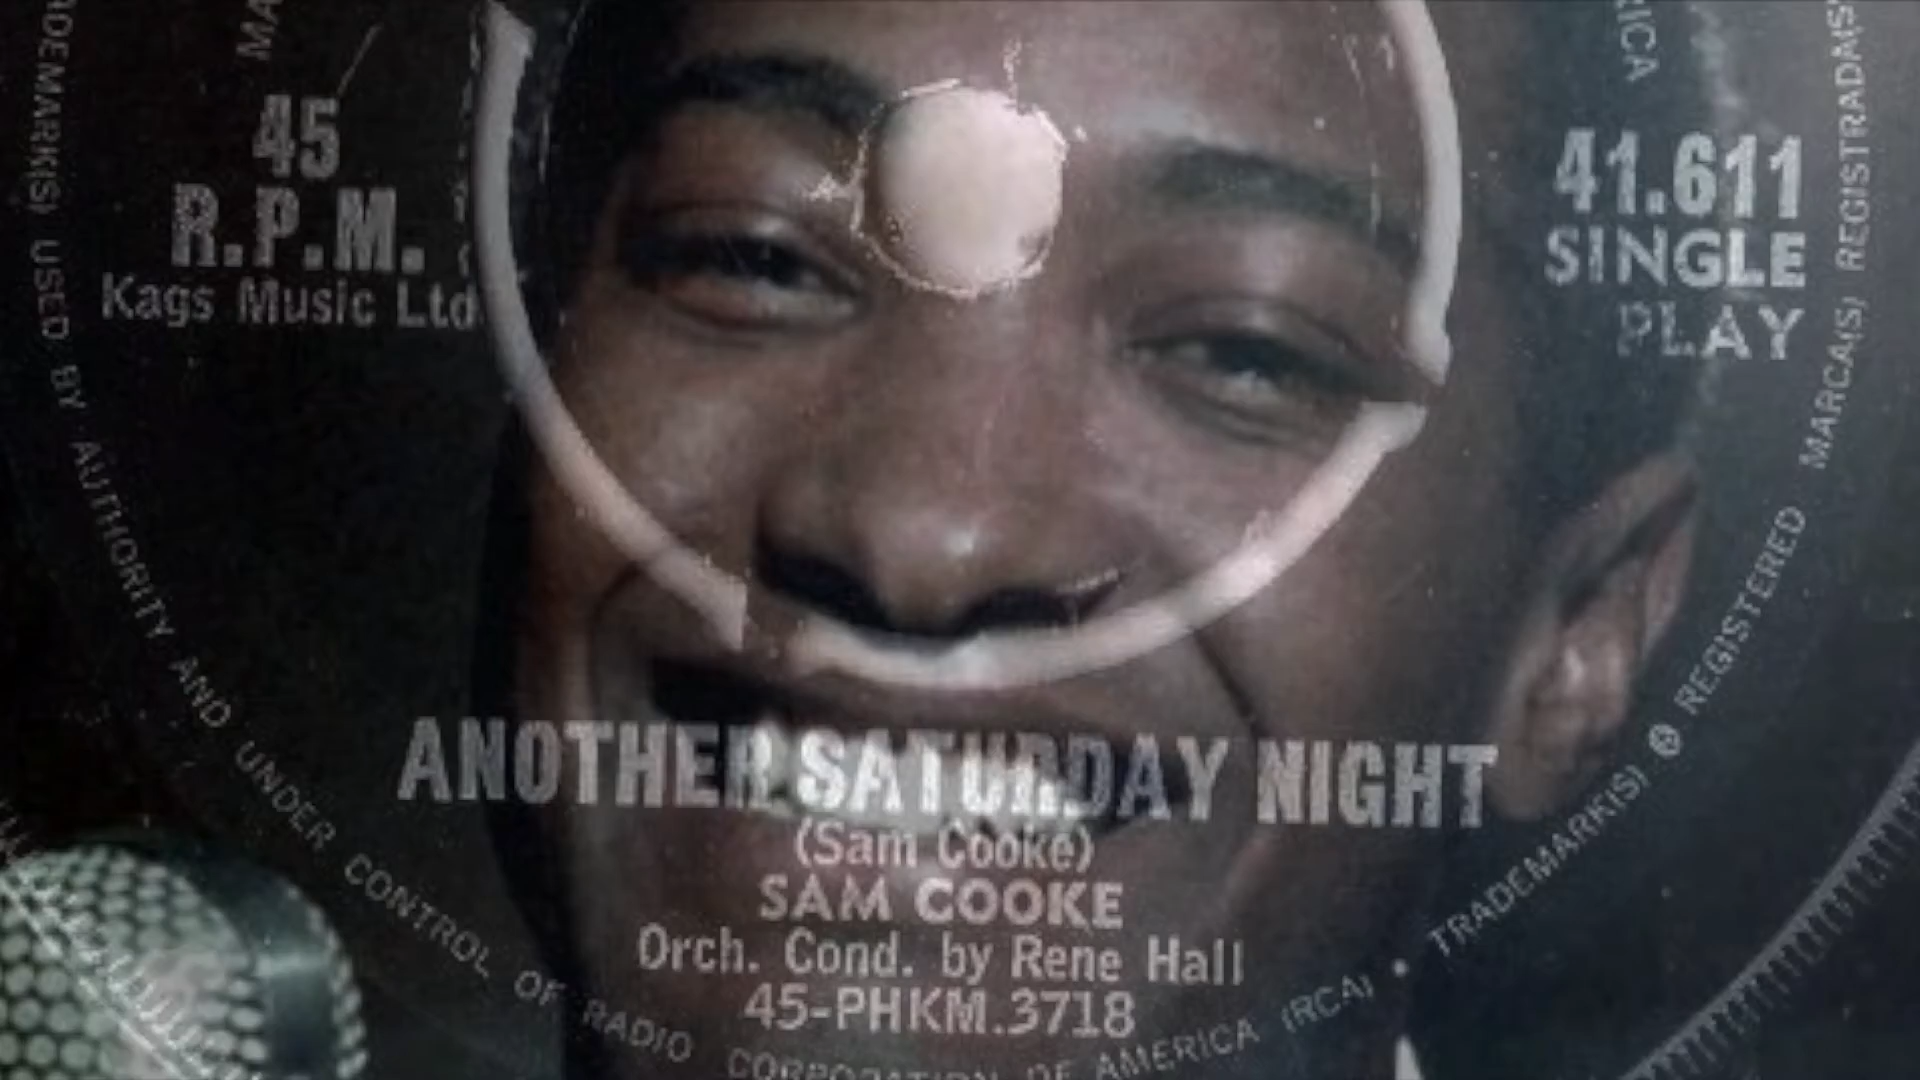 45
R.P.M.
Kags Music Ltd
41.611
SINGLE
PLAY
ANOTHER SATURDAY NIGHT
(Sam Cooke)
SAM COOKE
Orch. Cond. by Rene Hall
45-PHKM.3718
USED BY AUTHORITY AND UNDER CONTROL OF RADIO CORPORATION OF AMERICA (RCA) • TRADEMARK(S) ® REGISTERED MARCA(S)